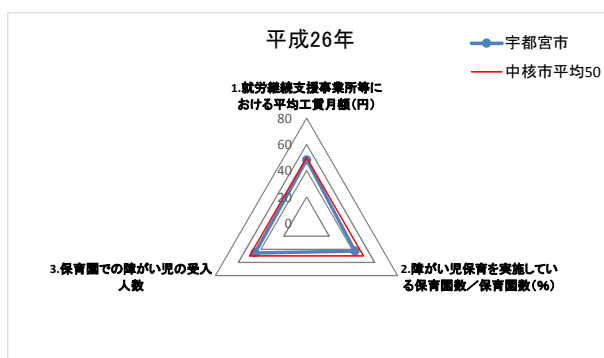 平成26年
宇都宮市
中核市平均50
1.就労継続支援事業所等に
おける平均工賃月額(円)
80
60
40
20
0
3.保育園での障がい児の受入
人数
2.障がい児保育を実施してい
る保育園数／保育園数(%)